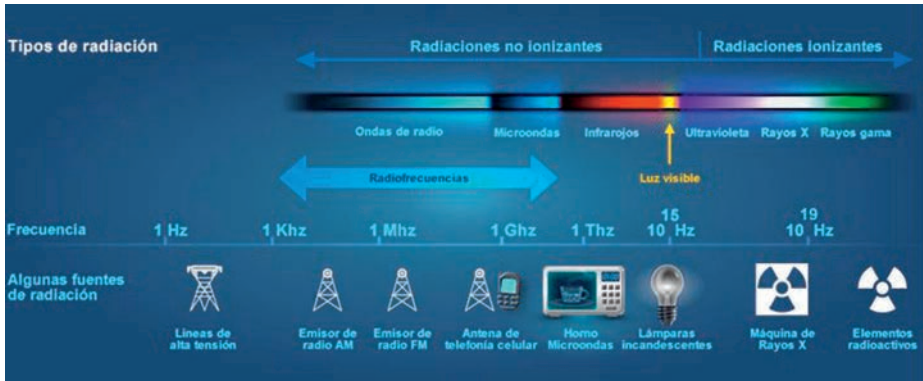 Tipos de radiación
Radiaciones no ionizantes
Radiaciones ionizantes
Ondas de radio
Microondas
Infrarojos
Ultravioleta
Rayos X
Rayos gama
Radiofrecuencias
Luz visible
Frecuencia
1 Hz
1 Khz
1 Mhz
1 Ghz
1 Thz
10^15 Hz
10^19 Hz
Algunas fuentes
de radiación
Líneas de
alta tensión
Emisor de
radio AM
Emisor de
radio FM
Antena de
telefonía celular
Horno
Microondas
Lámparas
incandescentes
Máquina de
Rayos X
Elementos
radioactivos